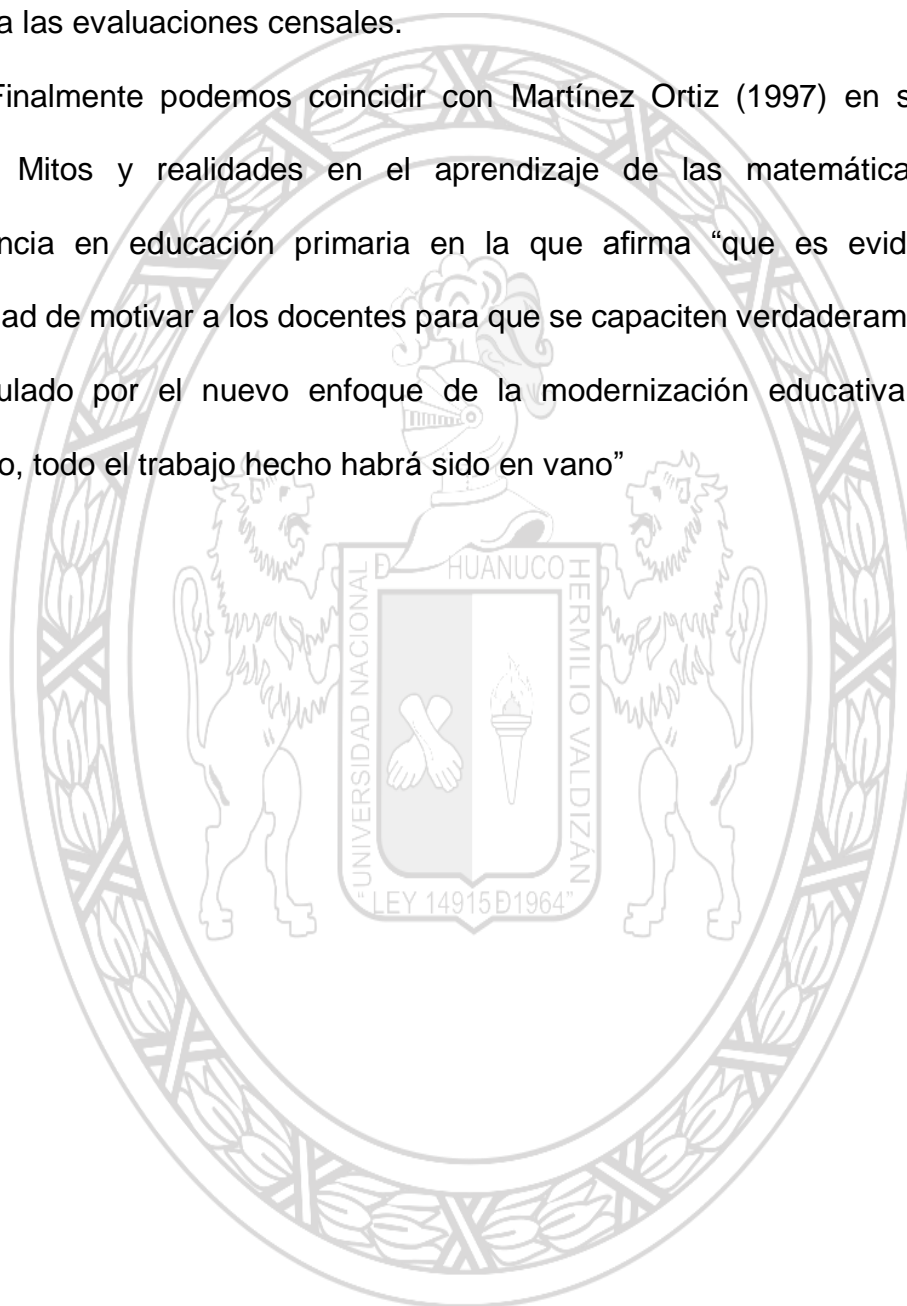 a las evaluaciones censales.
Finalmente podemos coincidir con Martínez Ortiz (1997) en s
Mitos y realidades en el aprendizaje de las matemática
ncia en educación primaria en la que afirma “que es evid
ad de motivar a los docentes para que se capaciten verdaderam
ulado por el nuevo enfoque de la modernización educativa
o, todo el trabajo hecho habrá sido en vano”
“UNIVERSIDAD NACIONAL
Đ HUANUCO
HERMILIO VALDIZÁN
“LEY 14915 Đ1964”